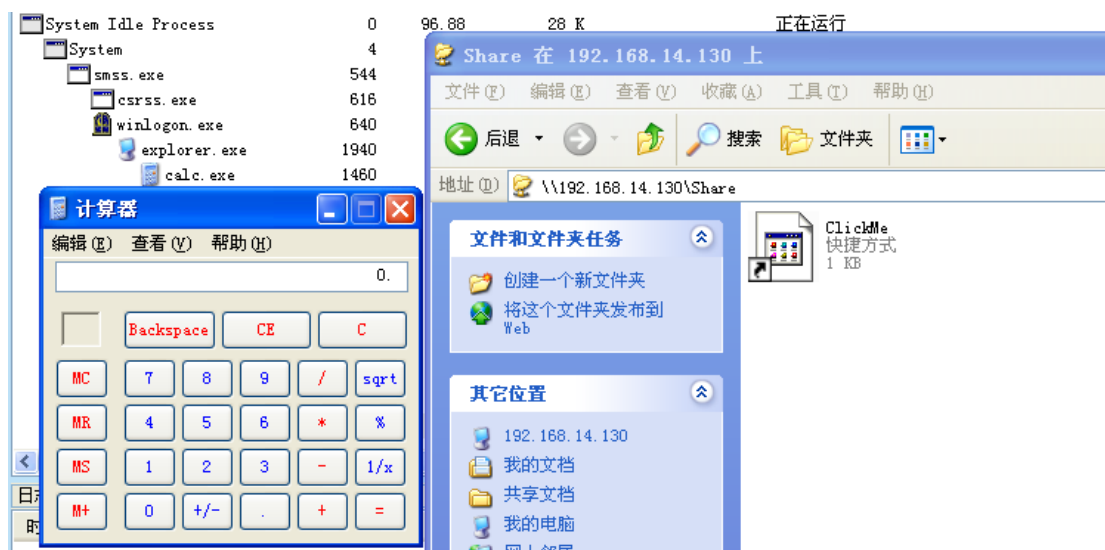 System Idle Process 0 96.88 28 K 正在运行
System 4
smss.exe 544
csrss.exe 616
winlogon.exe 640
explorer.exe 1940
calc.exe 1460
计算器
编辑(E) 查看(V) 帮助(H)
0.
Backspace CE C
MC 7 8 9 / sqrt
MR 4 5 6 * %
MS 1 2 3 - 1/x
M+ 0 +/- . + =
Share 在 192.168.14.130 上
文件(F) 编辑(E) 查看(V) 收藏(A) 工具(T) 帮助(H)
后退 搜索 文件夹
地址(D) \\192.168.14.130\Share
文件和文件夹任务
创建一个新文件夹
将这个文件夹发布到
Web
其它位置
192.168.14.130
我的文档
共享文档
我的电脑
ClickMe
快捷方式
1 KB